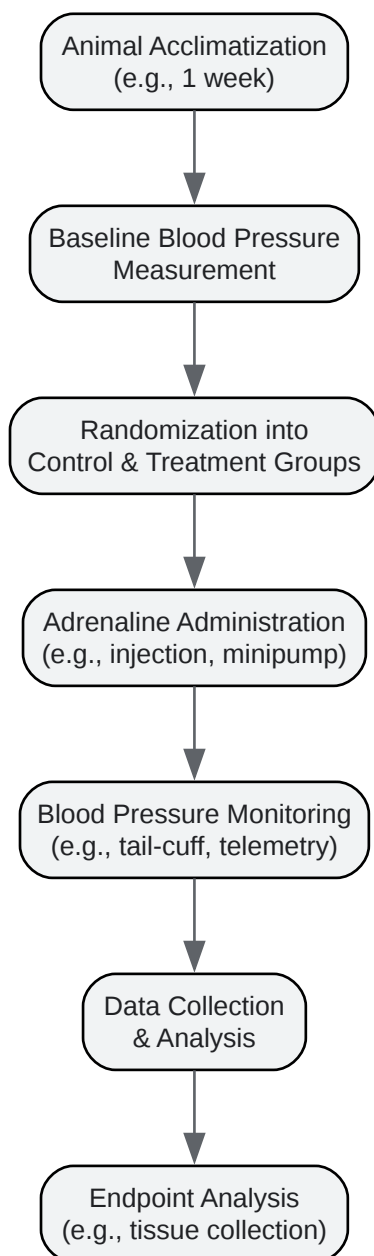 Animal Acclimatization
(e.g., 1 week)
Baseline Blood Pressure
Measurement
Randomization into
Control & Treatment Groups
Adrenaline Administration
(e.g., injection, minipump)
Blood Pressure Monitoring
(e.g., tail-cuff, telemetry)
Data Collection
& Analysis
Endpoint Analysis
(e.g., tissue collection)